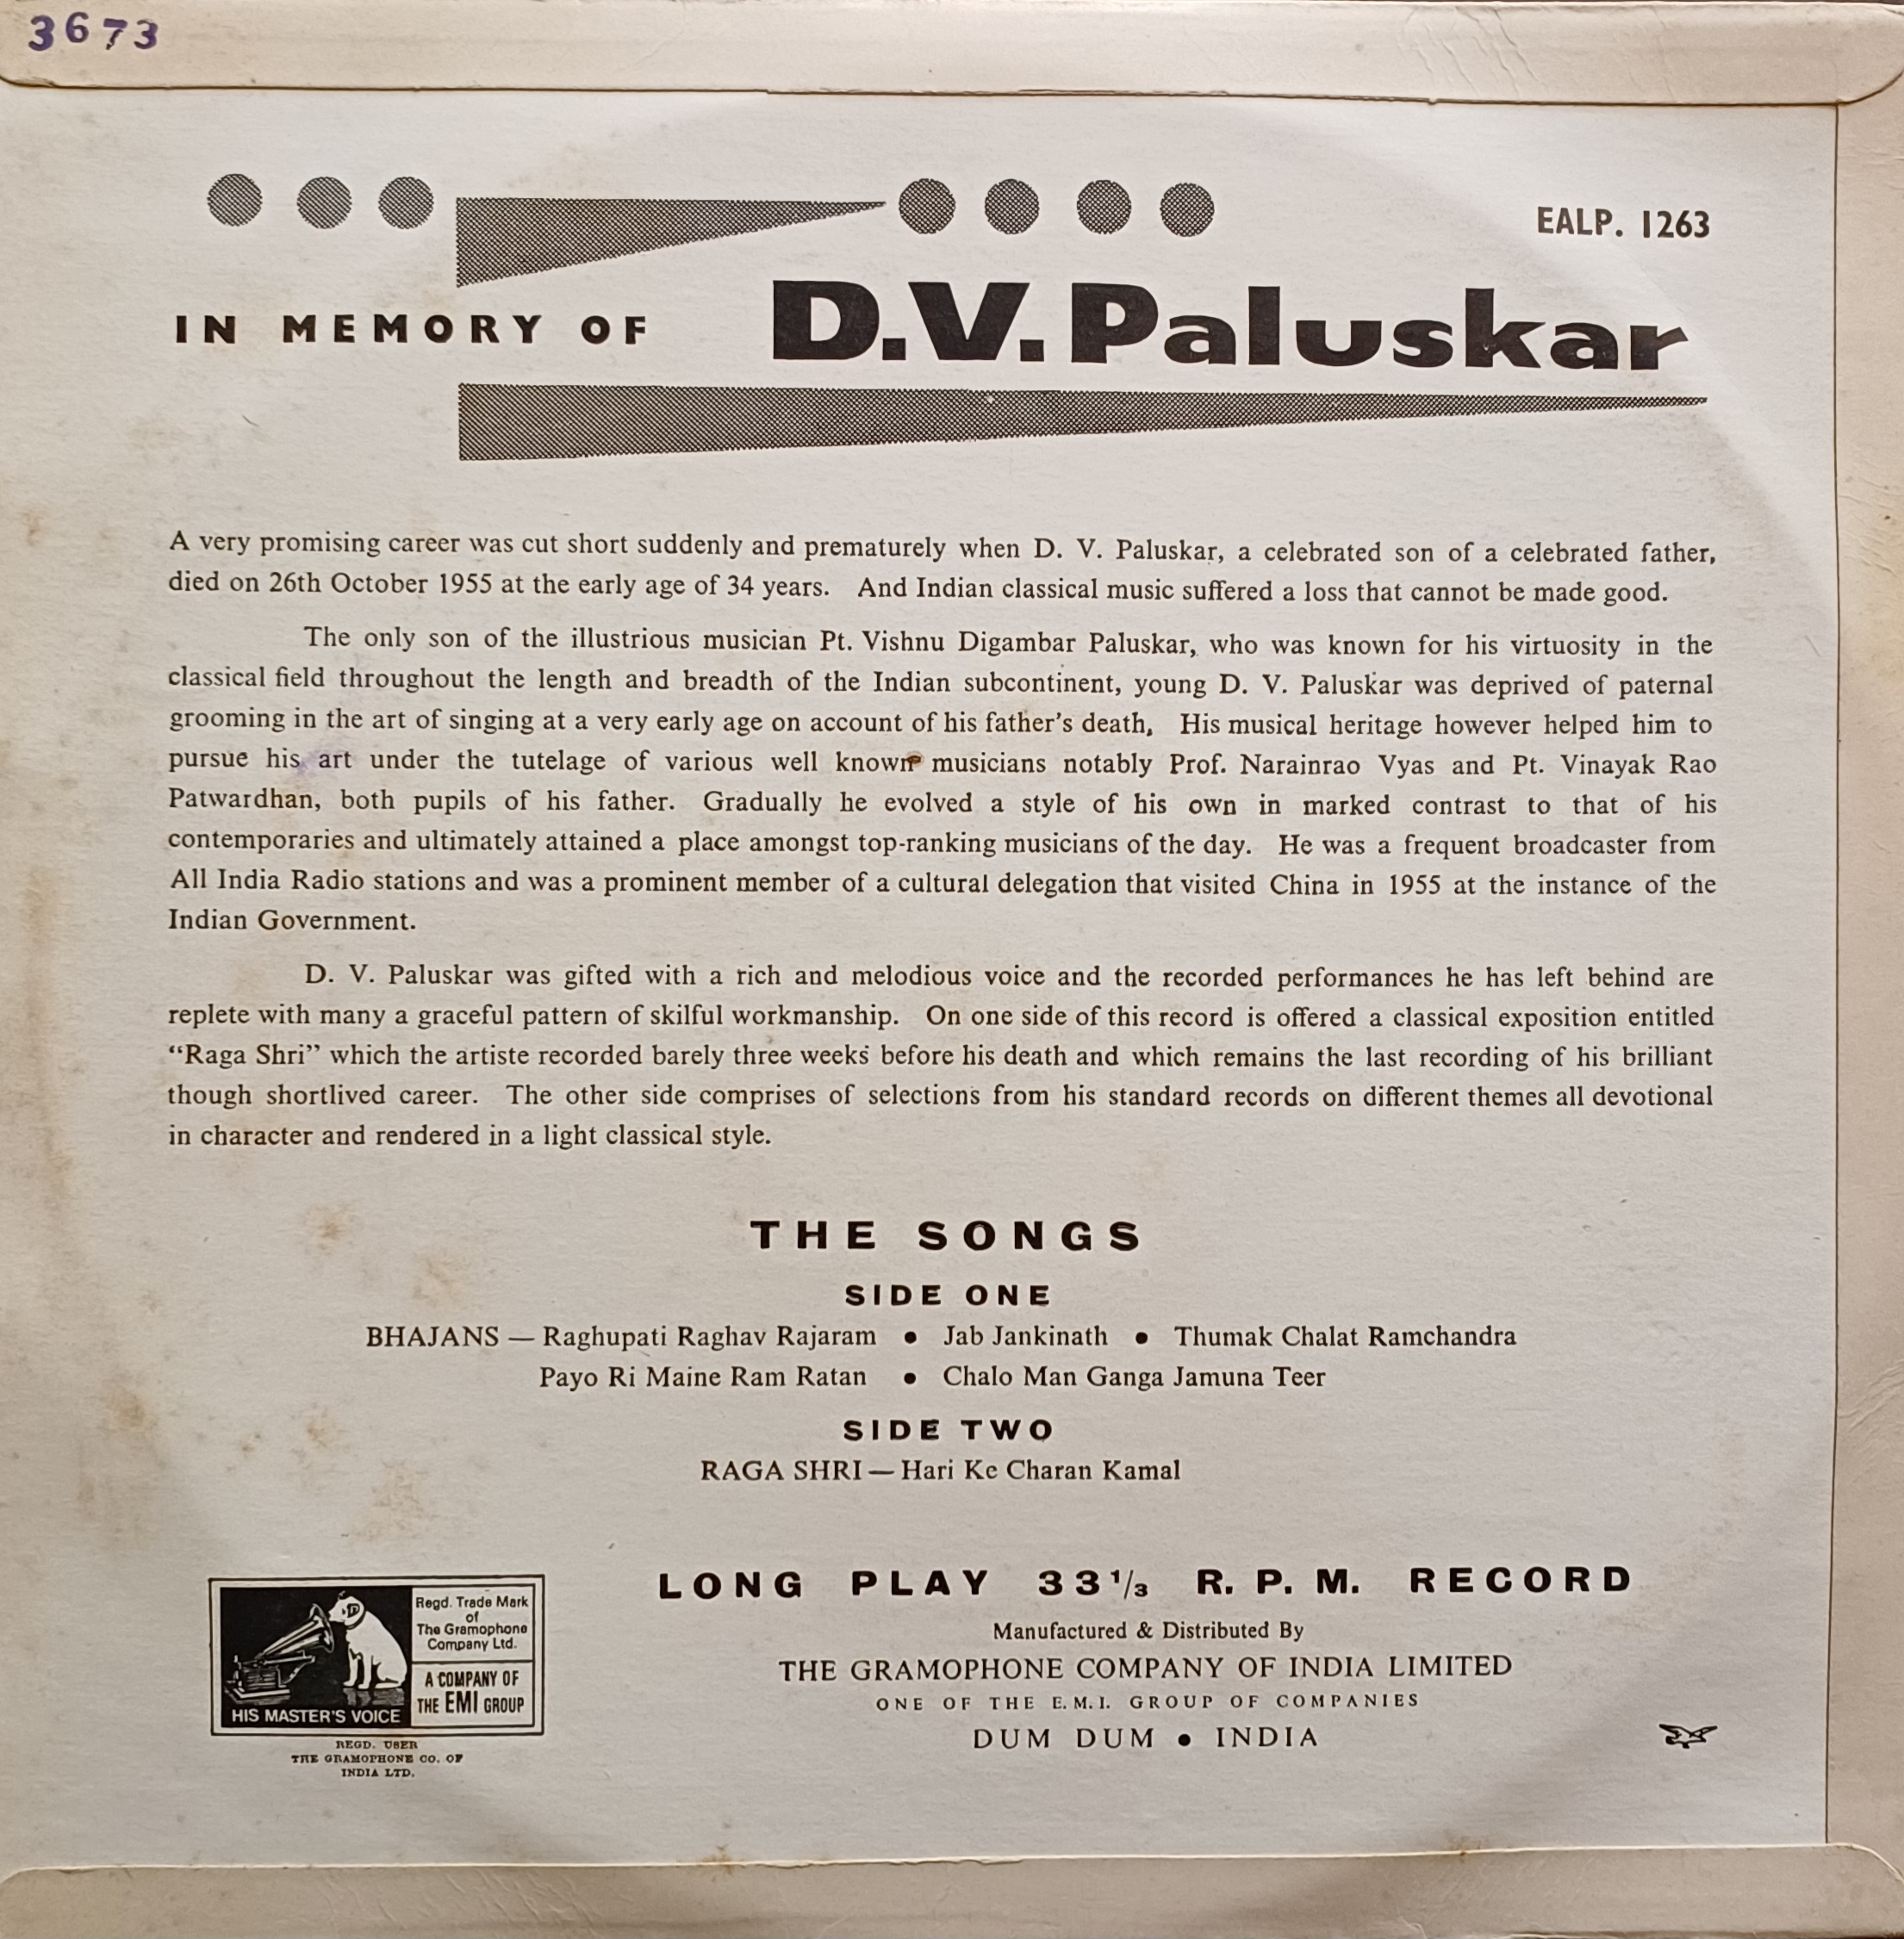 3673
EALP. 1263
IN MEMORY OF D.V. Paluskar
A very promising career was cut short suddenly and prematurely when D. V. Paluskar, a celebrated son of a celebrated father,
died on 26th October 1955 at the early age of 34 years. And Indian classical music suffered a loss that cannot be made good.
The only son of the illustrious musician Pt. Vishnu Digambar Paluskar, who was known for his virtuosity in the
classical field throughout the length and breadth of the Indian subcontinent, young D. V. Paluskar was deprived of paternal
grooming in the art of singing at a very early age on account of his father's death, His musical heritage however helped him to
pursue his art under the tutelage of various well known musicians notably Prof. Narainrao Vyas and Pt. Vinayak Rao
Patwardhan, both pupils of his father. Gradually he evolved a style of his own in marked contrast to that of his
contemporaries and ultimately attained a place amongst top-ranking musicians of the day. He was a frequent broadcaster from
All India Radio stations and was a prominent member of a cultural delegation that visited China in 1955 at the instance of the
Indian Government.
D. V. Paluskar was gifted with a rich and melodious voice and the recorded performances he has left behind are
replete with many a graceful pattern of skilful workmanship. On one side of this record is offered a classical exposition entitled
“Raga Shri” which the artiste recorded barely three weeks before his death and which remains the last recording of his brilliant
though shortlived career. The other side comprises of selections from his standard records on different themes all devotional
in character and rendered in a light classical style.
THE SONGS
SIDE ONE
BHAJANS — Raghupati Raghav Rajaram ● Jab Jankinath ● Thumak Chalat Ramchandra
Payo Ri Maine Ram Ratan ● Chalo Man Ganga Jamuna Teer
SIDE TWO
RAGA SHRI — Hari Ke Charan Kamal
LONG PLAY 33 1/3 R. P. M. RECORD
Manufactured & Distributed By
THE GRAMOPHONE COMPANY OF INDIA LIMITED
ONE OF THE E.M.I. GROUP OF COMPANIES
DUM DUM ● INDIA
Regd. Trade Mark
of
The Gramophone
Company Ltd.
A COMPANY OF
THE EMI GROUP
HIS MASTER'S VOICE
REGD. USER
THE GRAMOPHONE CO. OF
INDIA LTD.